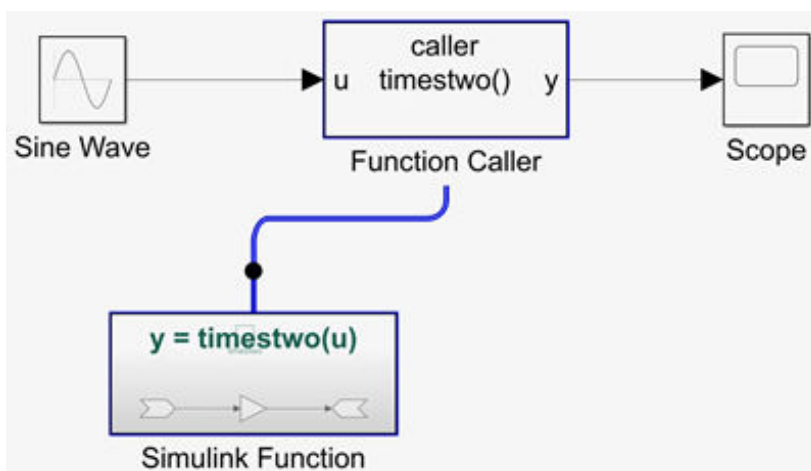 caller
u timestwo() y
Sine Wave
Function Caller
Scope
y = timestwo(u)
Simulink Function